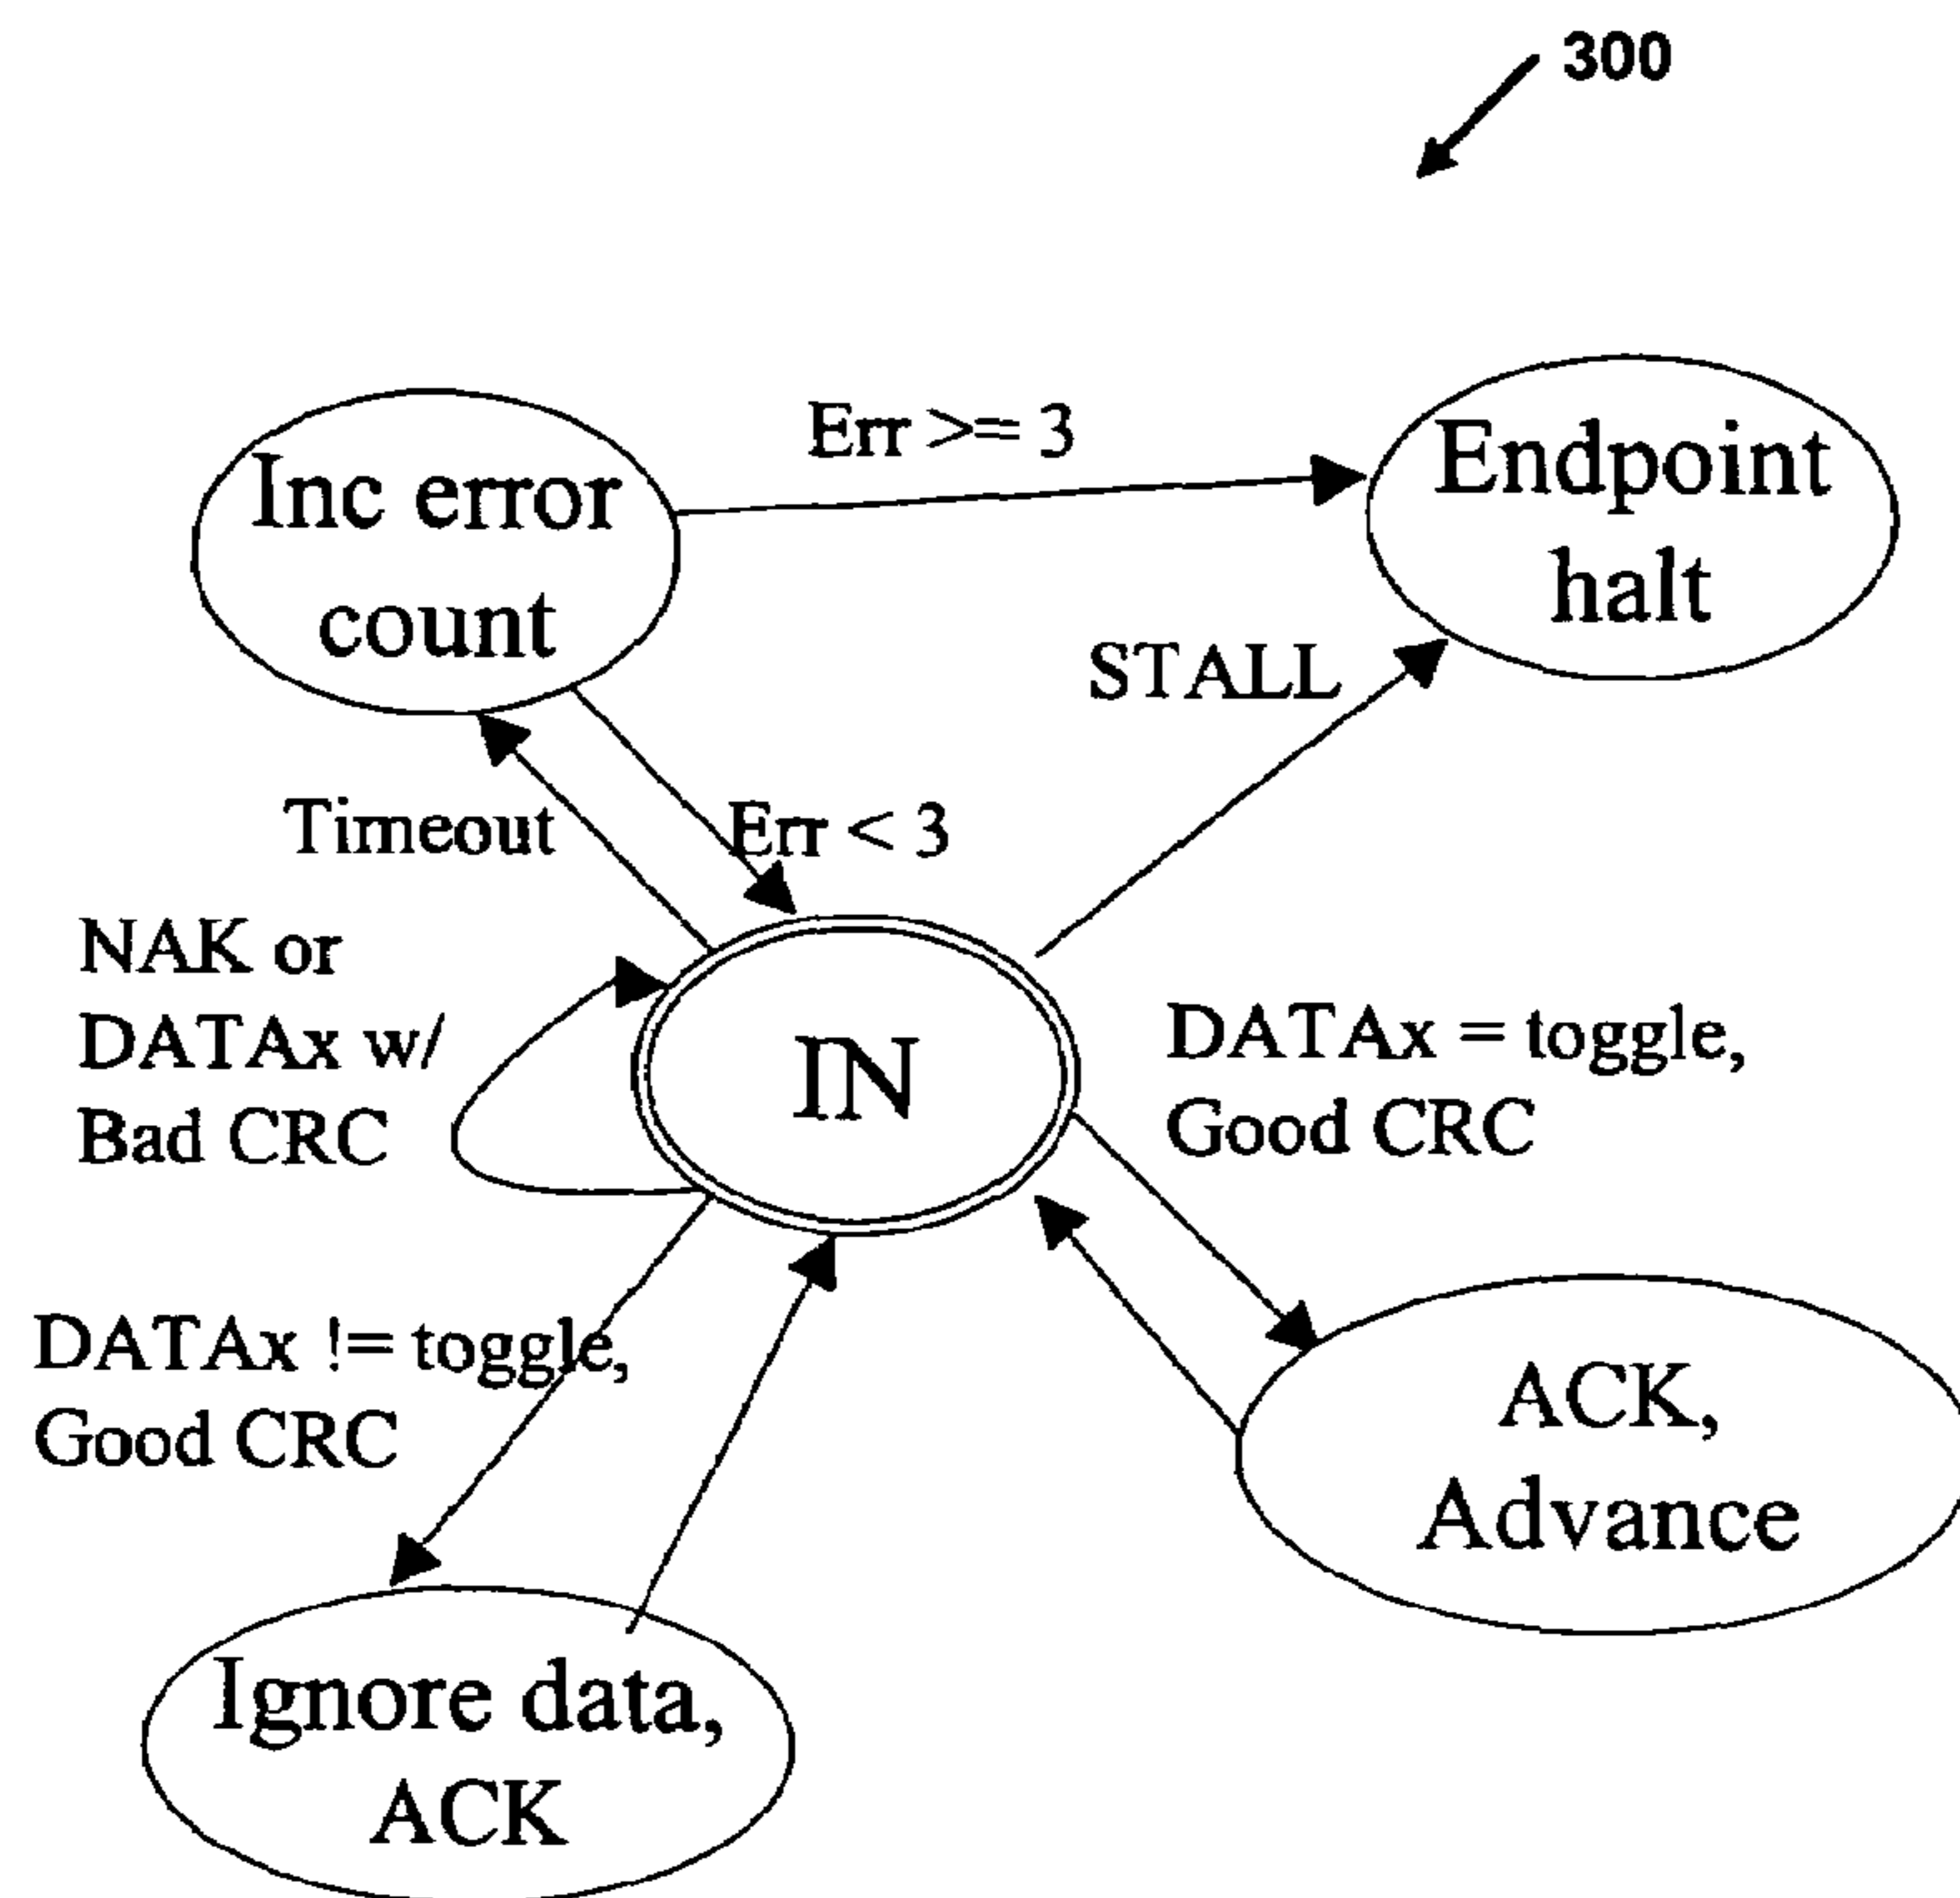 300
Err >= 3
Inc error
count
Endpoint
halt
STALL
Timeout
Err < 3
NAK or
DATAx w/
Bad CRC
IN
DATAx = toggle,
Good CRC
DATAx != toggle,
Good CRC
ACK,
Advance
Ignore data,
ACK